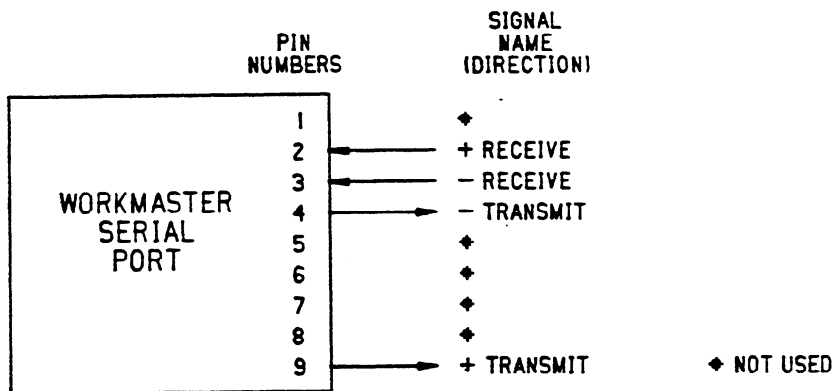 PIN
NUMBERS
SIGNAL
NAME
(DIRECTION)
WORKMASTER
SERIAL
PORT
1 ◆
2 + RECEIVE
3 - RECEIVE
4 - TRANSMIT
5 ◆
6 ◆
7 ◆
8 ◆
9 + TRANSMIT
◆ NOT USED